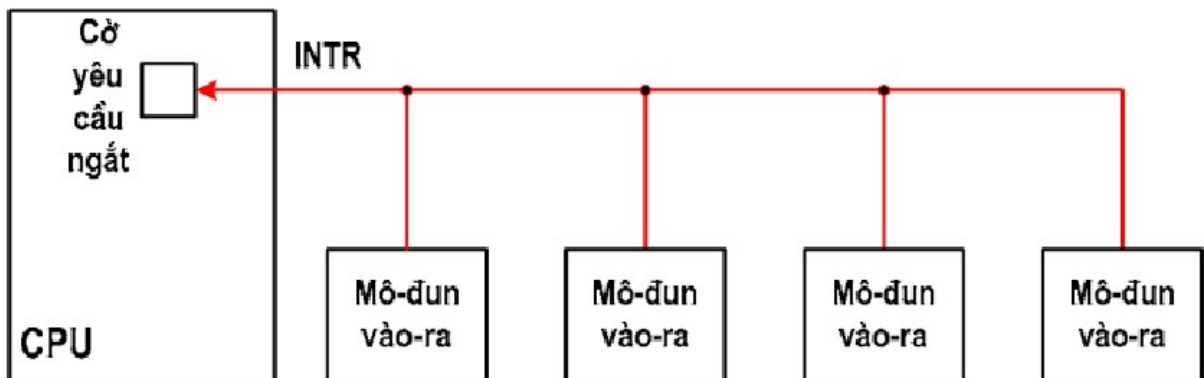 Cờ
yêu
cầu
ngắt
INTR
CPU
Mô-đun
vào-ra
Mô-đun
vào-ra
Mô-đun
vào-ra
Mô-đun
vào-ra